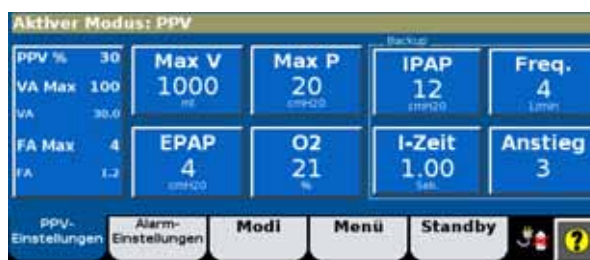 Aktiver Modus: PPV
PPV % 30
VA Max 100
VA 30.0
FA Max 4
FA 1.2
Max V
1000
ml
Max P
20
cmH2O
EPAP
4
cmH2O
O2
21
%
Backup
IPAP
12
cmH2O
Freq.
4
1/min
I-Zeit
1.00
Sek.
Anstieg
3
PPV-
Einstellungen
Alarm-
Einstellungen
Modi
Menü
Standby
?